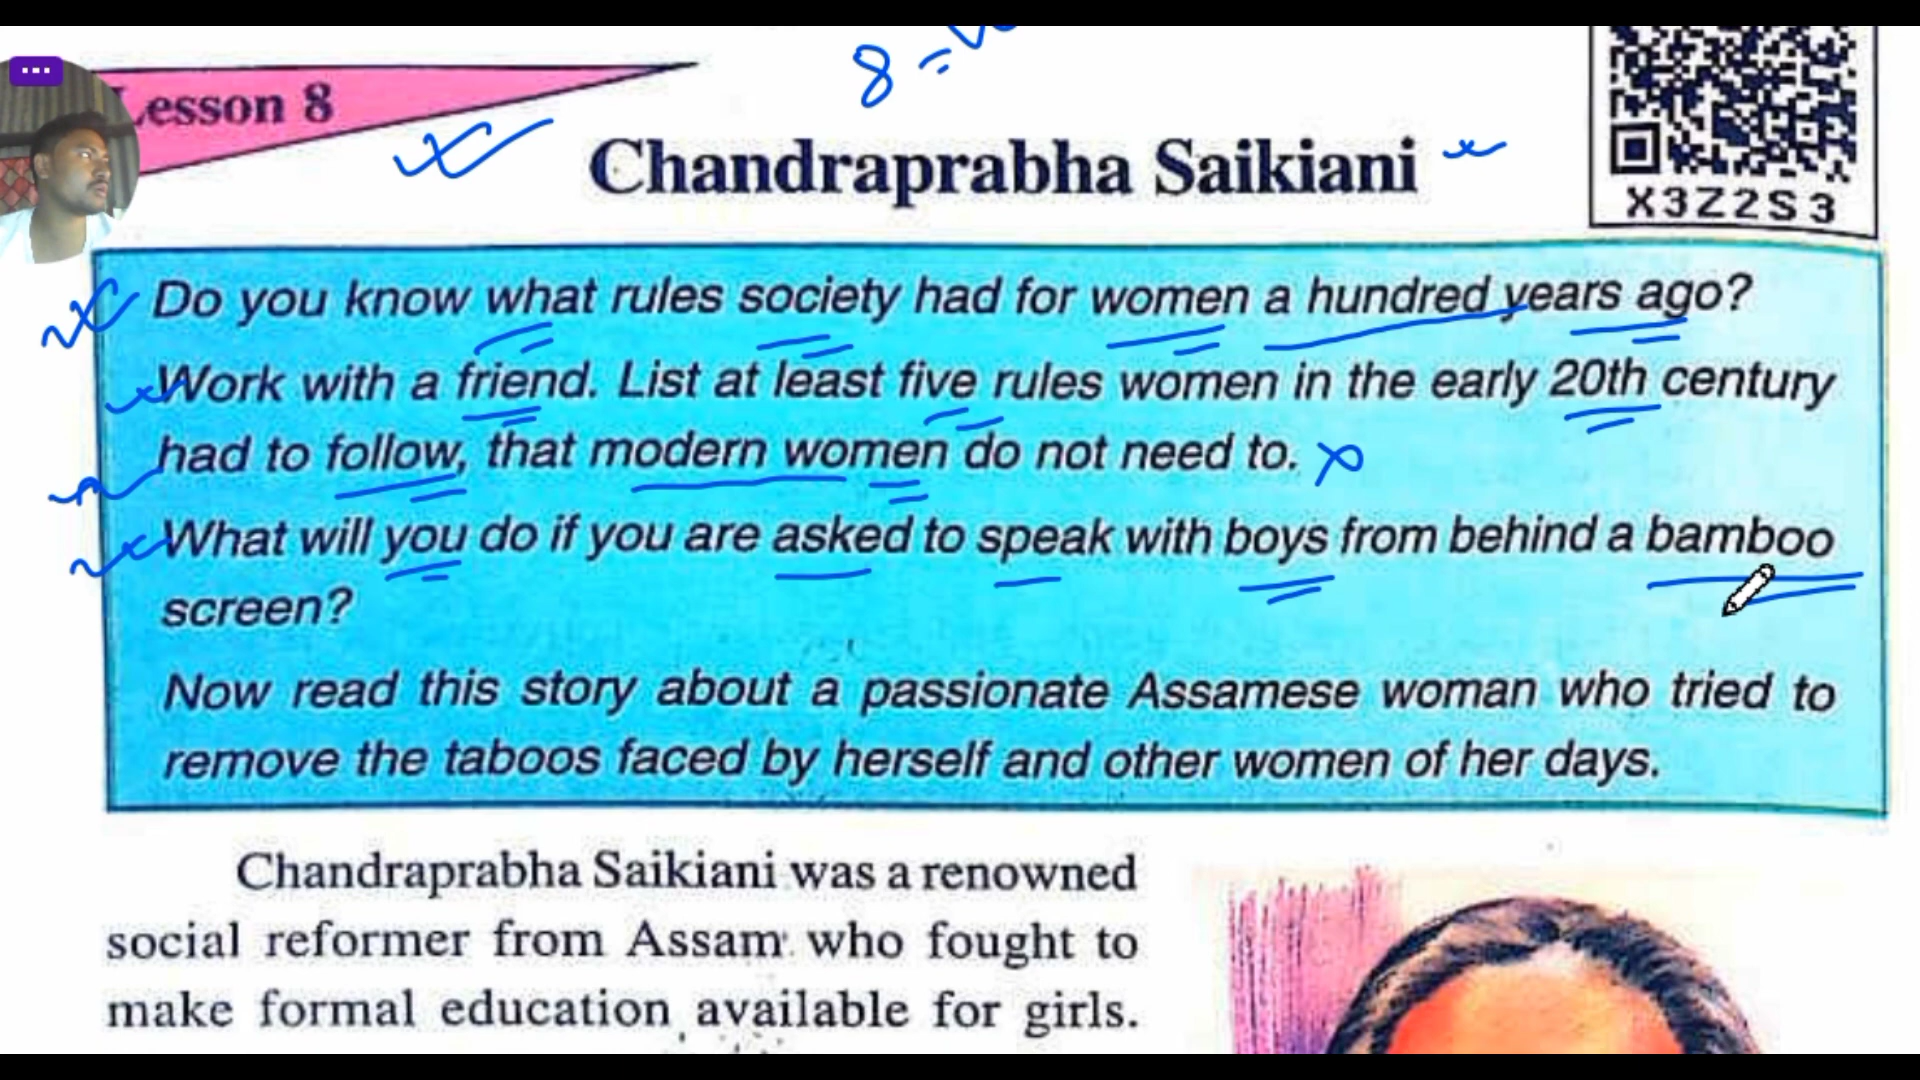 8
Lesson 8
Chandraprabha Saikiani
X3Z2S3
Do you know what rules society had for women a hundred years ago?
Work with a friend. List at least five rules women in the early 20th century
had to follow, that modern women do not need to.
What will you do if you are asked to speak with boys from behind a bamboo
screen?
Now read this story about a passionate Assamese woman who tried to
remove the taboos faced by herself and other women of her days.
Chandraprabha Saikiani was a renowned
social reformer from Assam who fought to
make formal education available for girls.